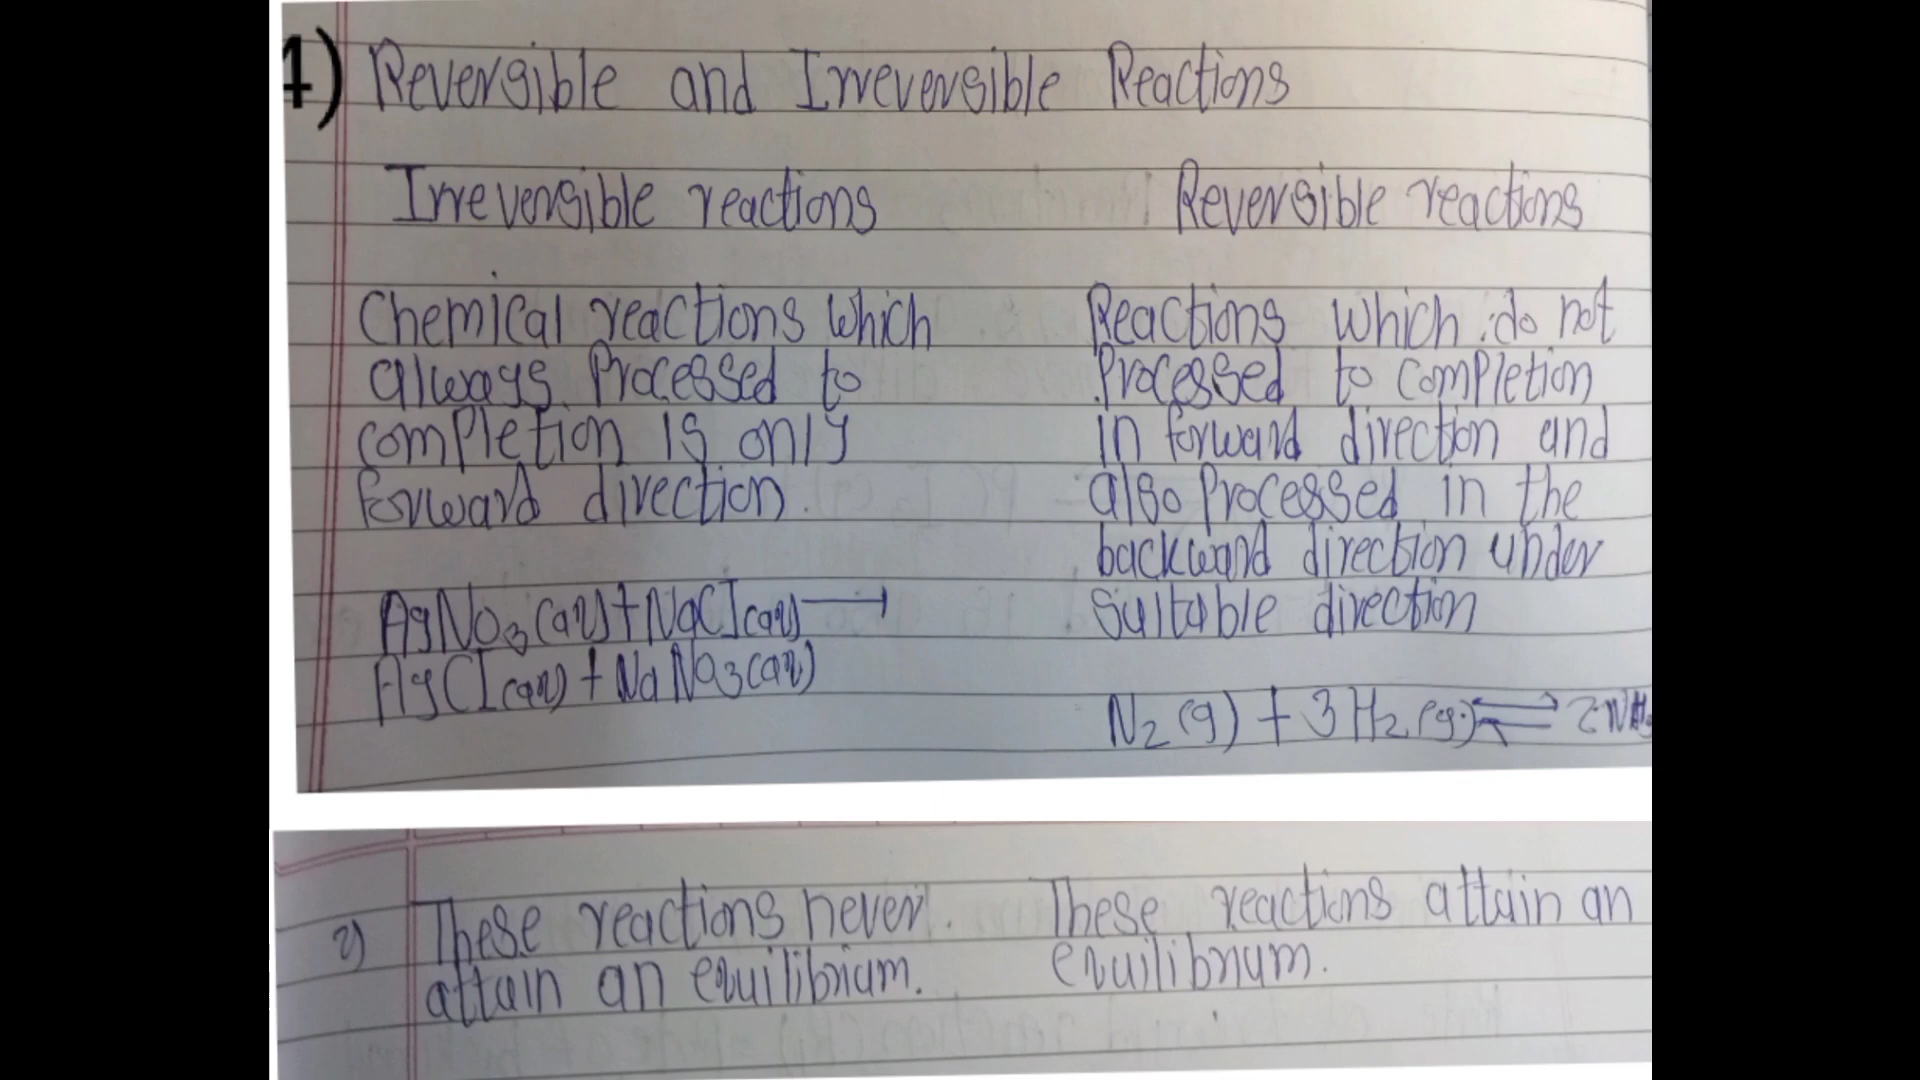 1) Reversible and Irreversible Reactions
Irreversible reactions
Reversible reactions
Chemical reactions which
always Processed to
completion is only
forward direction.
AgNO3 (aq) + NaCl (aq) →
AgCl (aq) + NaNO3 (aq)
Reactions which do not
Processed to completion
in forward direction and
also Processed in the
backward direction under
suitable direction
N2 (g) + 3H2 (g) ⇌ 2NH3
2) These reactions never
attain an equilibrium.
These reactions attain an
equilibrium.